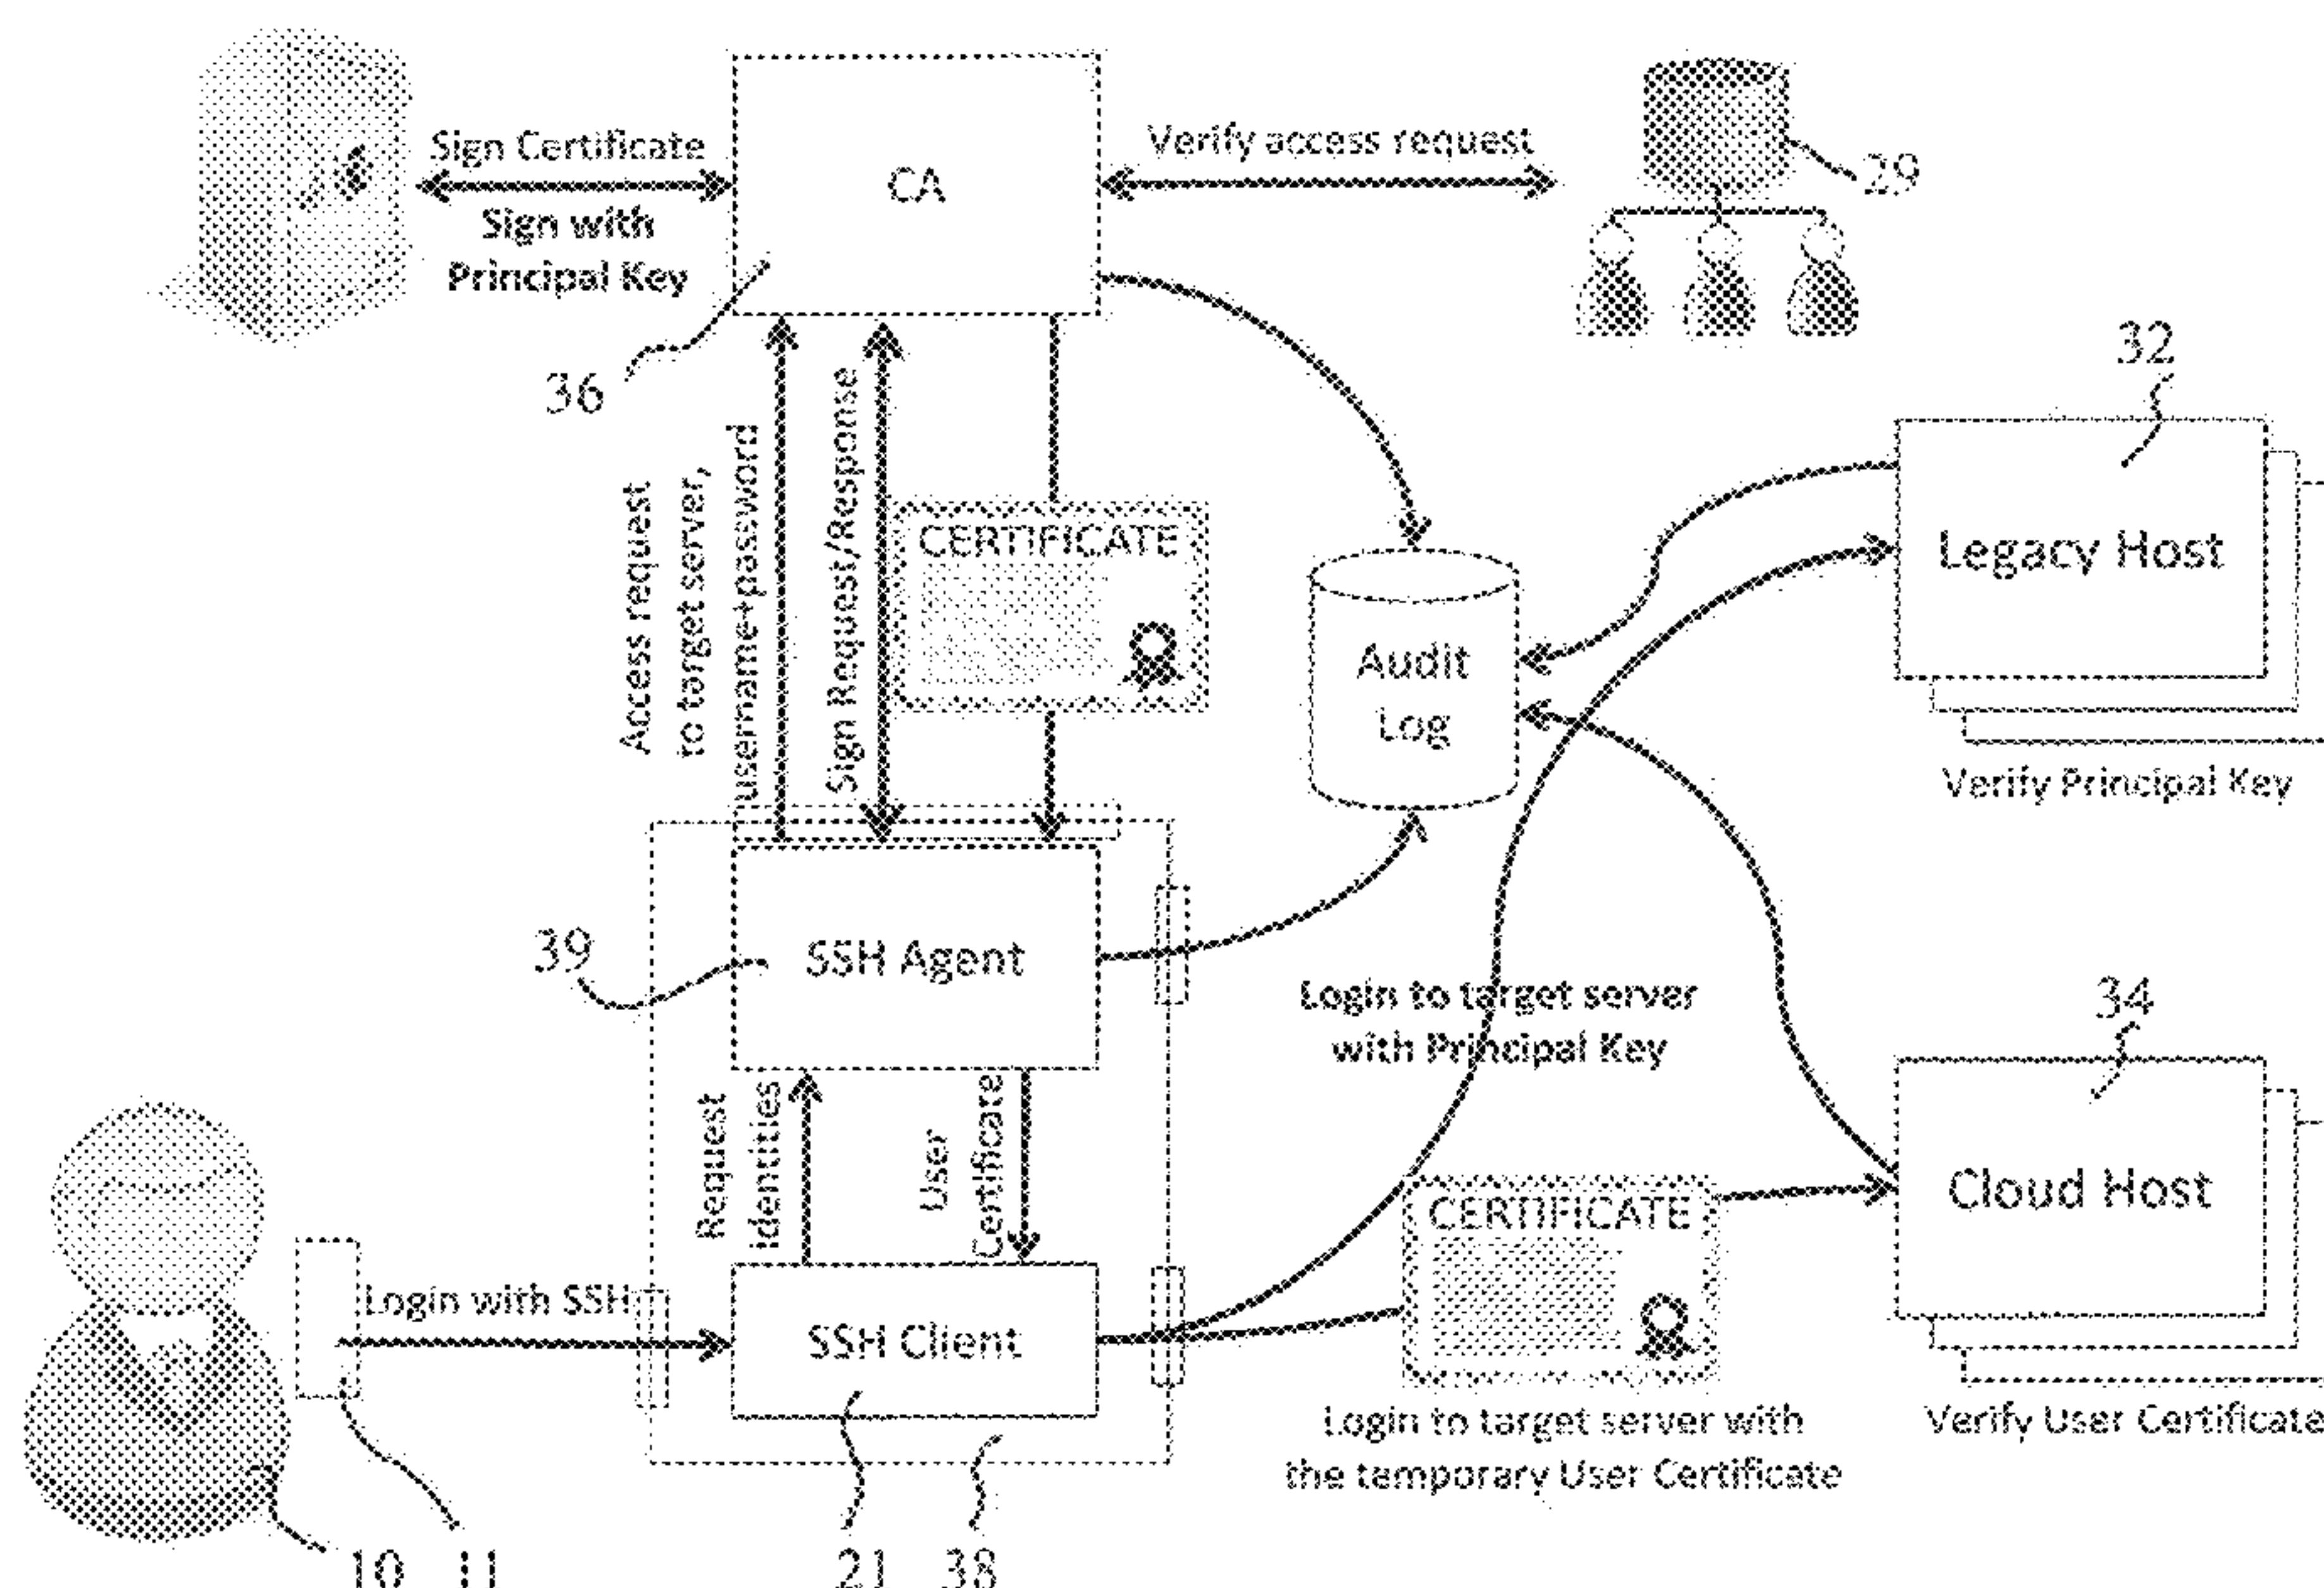 Sign Certificate
Sign with
Principal Key
CA
Verify access request
29
36
32
Access request
to target server,
username+password
Sign Request/Response
CERTIFICATE
Audit
Log
Legacy Host
Verify Principal Key
39
SSH Agent
Login to target server
with Principal Key
34
Request
Identities
User
Certificate
CERTIFICATE
Cloud Host
Login with SSH
SSH Client
Login to target server with
the temporary User Certificate
Verify User Certificate
10
11
21
38